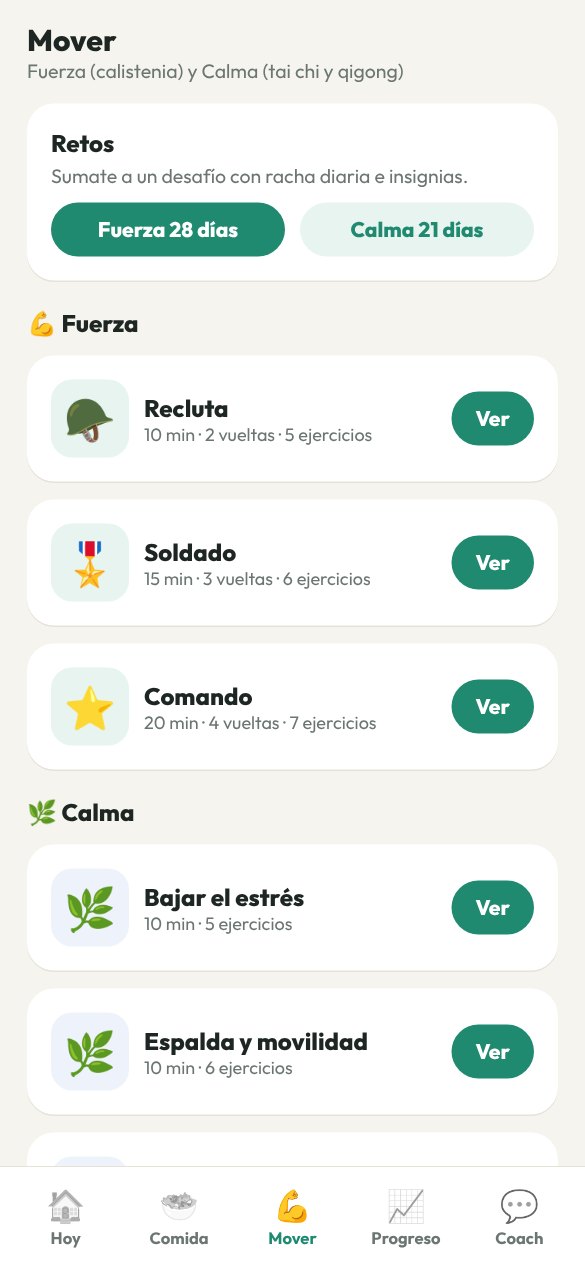 Mover
Fuerza (calistenia) y Calma (tai chi y qigong)
Retos
Sumate a un desafío con racha diaria e insignias.
Fuerza 28 días
Calma 21 días
💪 Fuerza
Recluta
10 min · 2 vueltas · 5 ejercicios
Ver
Soldado
15 min · 3 vueltas · 6 ejercicios
Ver
Comando
20 min · 4 vueltas · 7 ejercicios
Ver
🌿 Calma
Bajar el estrés
10 min · 5 ejercicios
Ver
Espalda y movilidad
10 min · 6 ejercicios
Ver
Hoy
Comida
Mover
Progreso
Coach